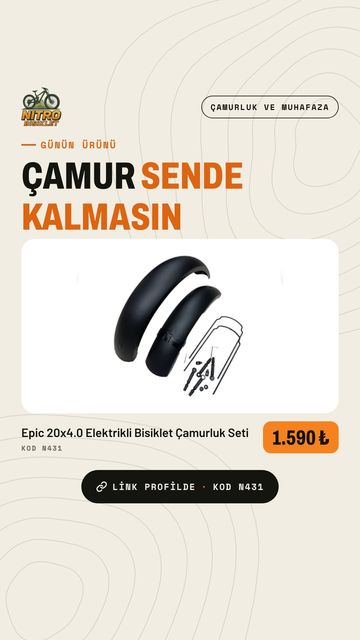 NITRO
BISIKLET
ÇAMURLUK VE MUHAFAZA
GÜNÜN ÜRÜNÜ
ÇAMUR SENDE
KALMASIN
Epic 20x4.0 Elektrikli Bisiklet Çamurluk Seti
KOD N431
1.590 ₺
LİNK PROFİLDE · KOD N431